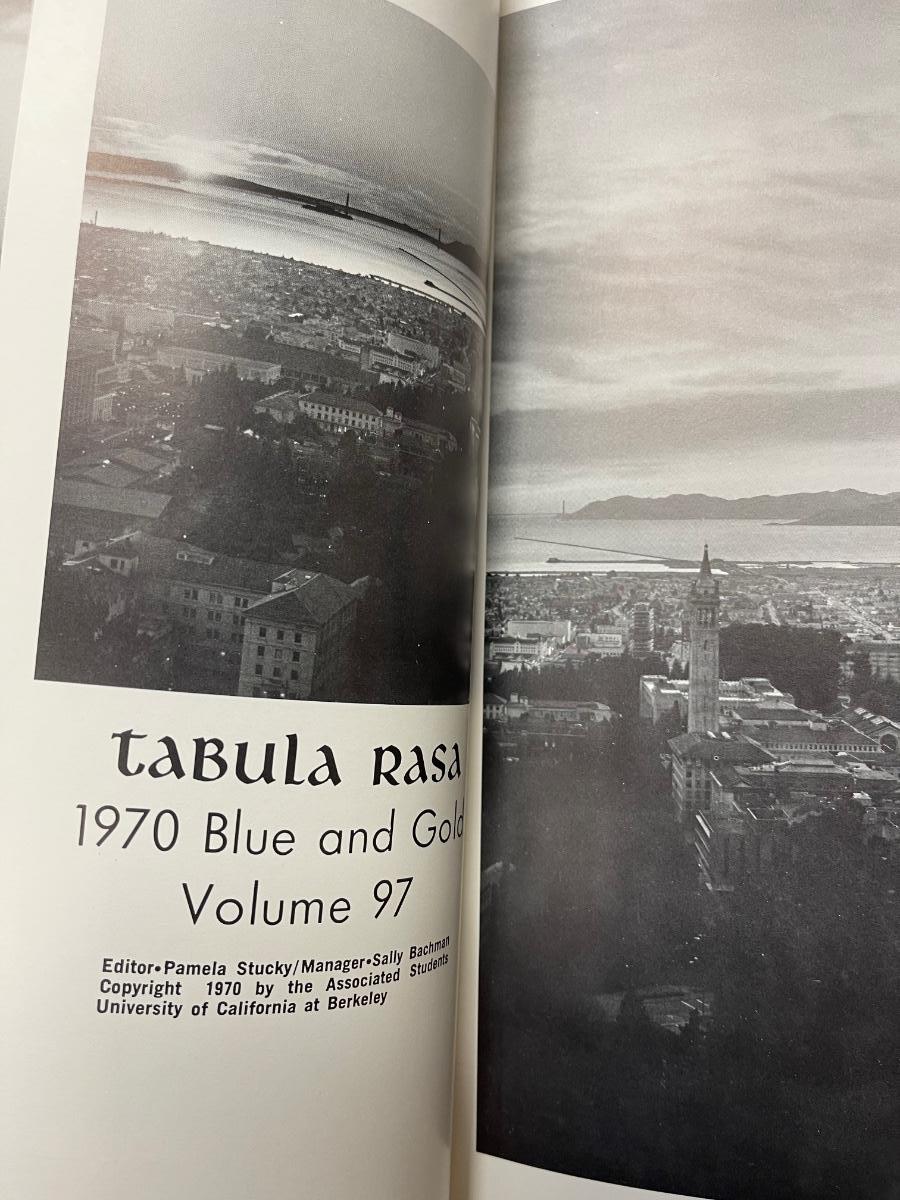 TABULA RASA
1970 Blue and Gold
Volume 97
Editor•Pamela Stucky/Manager•Sally Bachman
Copyright 1970 by the Associated Students
University of California at Berkeley